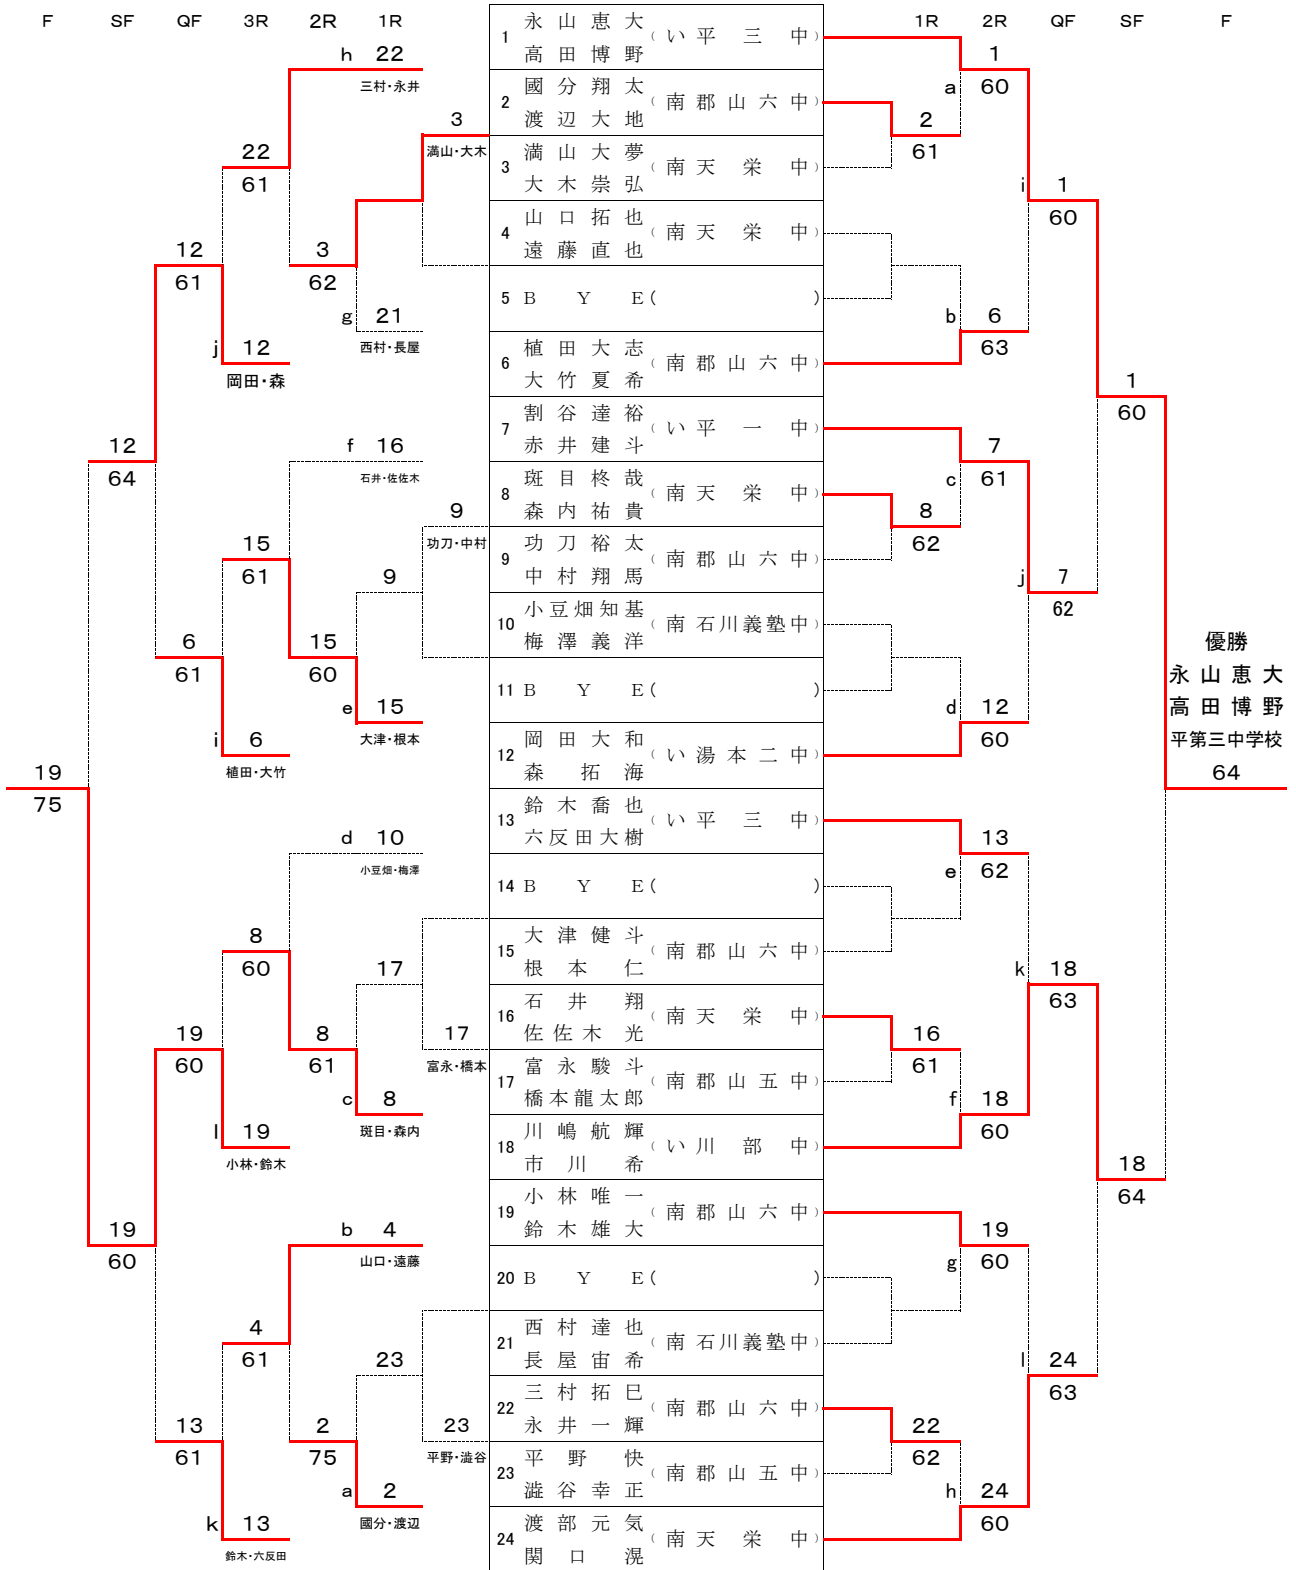 F SF QF 3R 2R 1R
h 22
三村・永井
3
満山・大木
22
61
12
61
3
62
g 21
西村・長屋
j 12
岡田・森
12
64
f 16
石井・佐佐木
9
功刀・中村
15
61
9
6
61
15
60
e 15
大津・根本
i 6
植田・大竹
19
75
d 10
小豆畑・梅澤
8
60
17
17
富永・橋本
19
60
8
61
c 8
斑目・森内
l 19
小林・鈴木
19
60
b 4
山口・遠藤
4
61
23
23
平野・澁谷
13
61
2
75
a 2
國分・渡辺
k 13
鈴木・六反田
1 永山恵大 (い平三中)
高田博野
2 國分翔太 (南郡山六中)
渡辺大地
3 満山大夢 (南天栄中)
大木崇弘
4 山口拓也 (南天栄中)
遠藤直也
5 BYE ( )
6 植田大志 (南郡山六中)
大竹夏希
7 割谷達裕 (い平一中)
赤井建斗
8 斑目柊哉 (南天栄中)
森内祐貴
9 功刀裕太 (南郡山六中)
中村翔馬
10 小豆畑知基 (南石川義塾中)
梅澤義洋
11 BYE ( )
12 岡田大和 (い湯本二中)
森拓海
13 鈴木喬也 (い平三中)
六反田大樹
14 BYE ( )
15 大津健斗 (南郡山六中)
根本仁
16 石井翔 (南天栄中)
佐佐木光
17 富永駿斗 (南郡山五中)
橋本龍太郎
18 川嶋航輝 (い川部中)
市川希
19 小林唯一 (南郡山六中)
鈴木雄大
20 BYE ( )
21 西村達也 (南石川義塾中)
長屋宙希
22 三村拓巳 (南郡山六中)
永井一輝
23 平野快 (南郡山五中)
澁谷幸正
24 渡部元気 (南天栄中)
関口滉
1R 2R QF SF F
1
a 60
2
61
i 1
60
b 6
63
1
60
7
c 61
8
62
j 7
62
d 12
60
優勝
永山恵大
高田博野
平第三中学校
64
13
e 62
k 18
63
16
61
f 18
60
18
64
19
g 60
l 24
63
22
62
h 24
60